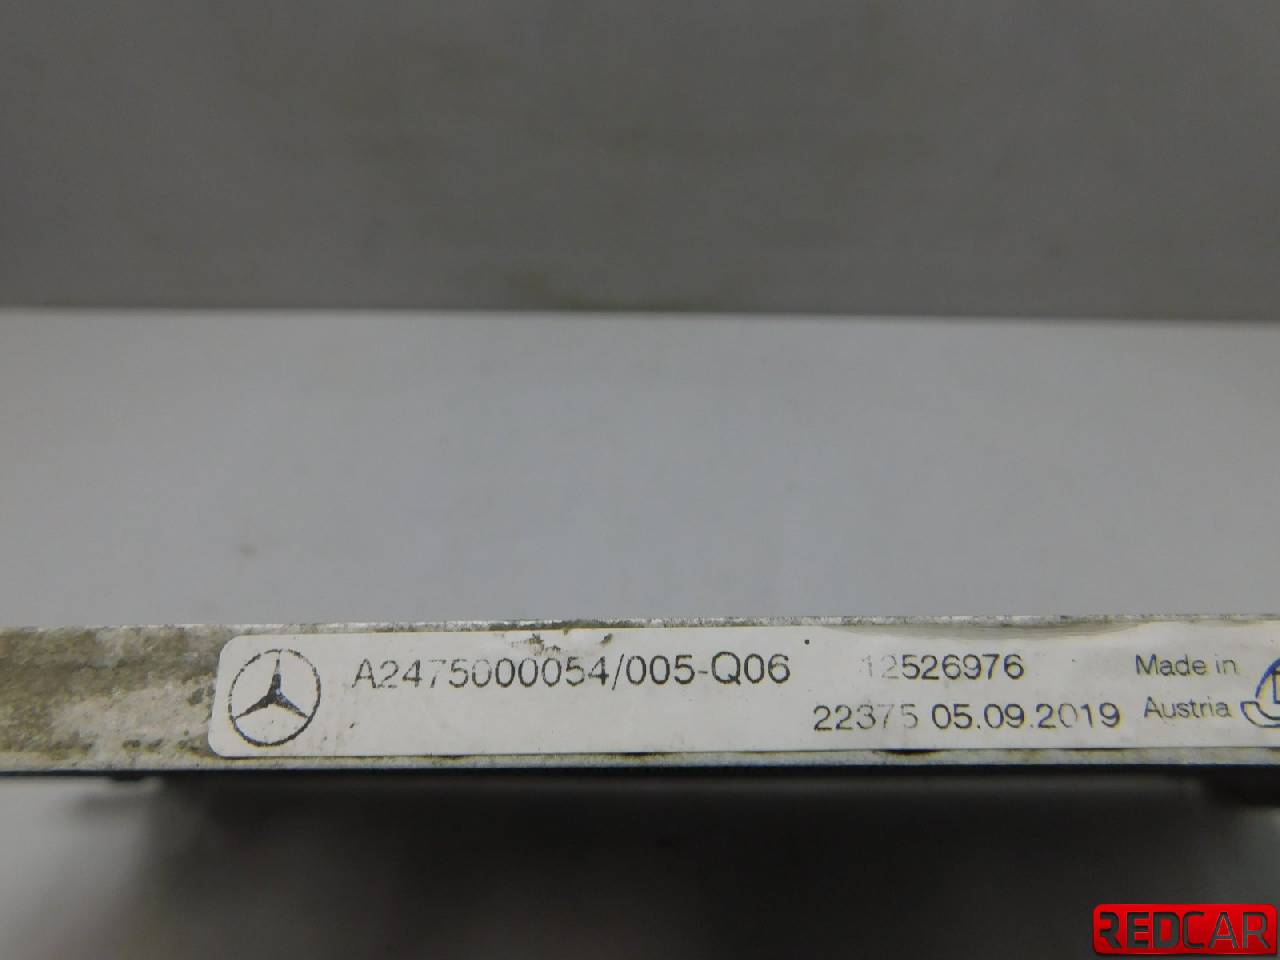 A2475000054/005-Q06 12526976 Made in
22375 05.09.2019 Austria
REDCAR